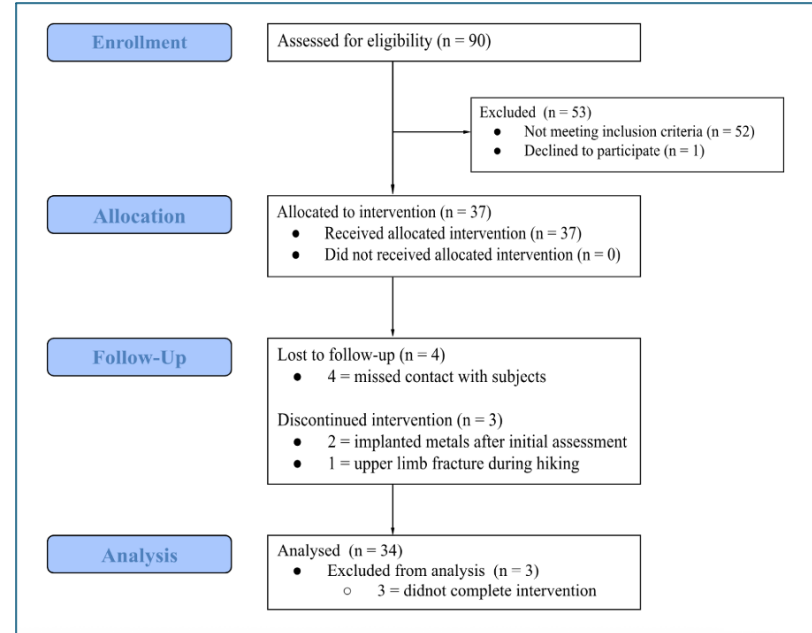 Enrollment
Assessed for eligibility (n = 90)
Excluded (n = 53)
● Not meeting inclusion criteria (n = 52)
● Declined to participate (n = 1)
Allocation
Allocated to intervention (n = 37)
● Received allocated intervention (n = 37)
● Did not received allocated intervention (n = 0)
Follow-Up
Lost to follow-up (n = 4)
● 4 = missed contact with subjects
Discontinued intervention (n = 3)
● 2 = implanted metals after initial assessment
● 1 = upper limb fracture during hiking
Analysis
Analysed (n = 34)
● Excluded from analysis (n = 3)
○ 3 = didnot complete intervention